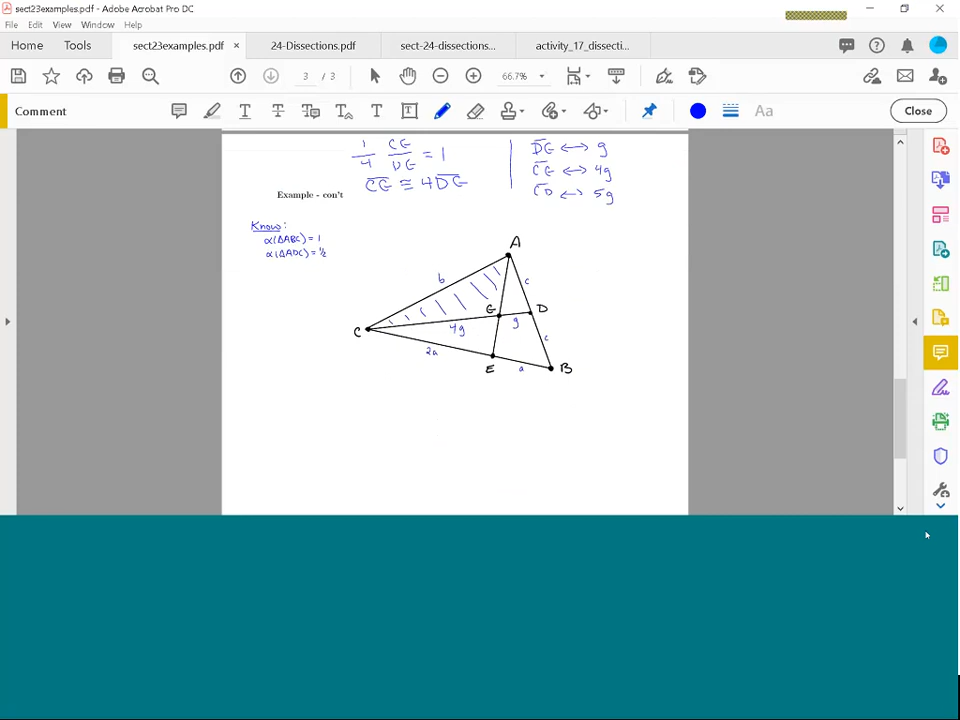 sect23examples.pdf - Adobe Acrobat Pro DC
File Edit View Window Help
Home Tools sect23examples.pdf × 24-Dissections.pdf sect-24-dissections... activity_17_dissecti...
3 / 3 66.7%
Comment Close
1/4 CG/DG = 1
CG ≅ 4DG
DG ↔ g
CG ↔ 4g
CD ↔ 5g
Example - con't
Know:
α(△ABC) = 1
α(△ADC) = 1/2
A
b
c
G
D
C
4g
g
c
2a
E
a
B